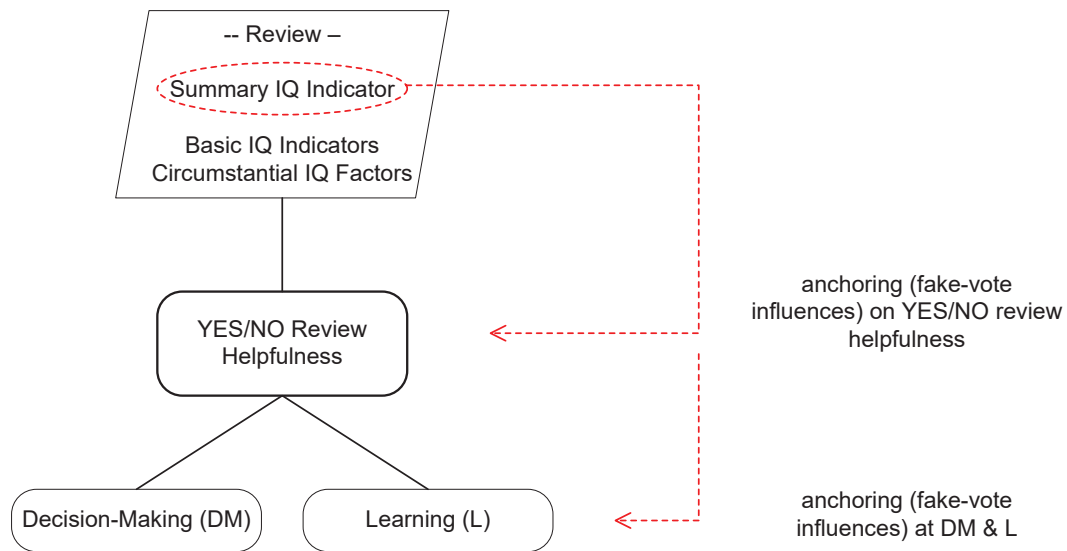 -- Review –
Summary IQ Indicator
Basic IQ Indicators
Circumstantial IQ Factors
anchoring (fake-vote
influences) on YES/NO review
helpfulness
YES/NO Review
Helpfulness
Decision-Making (DM)
Learning (L)
anchoring (fake-vote
influences) at DM & L